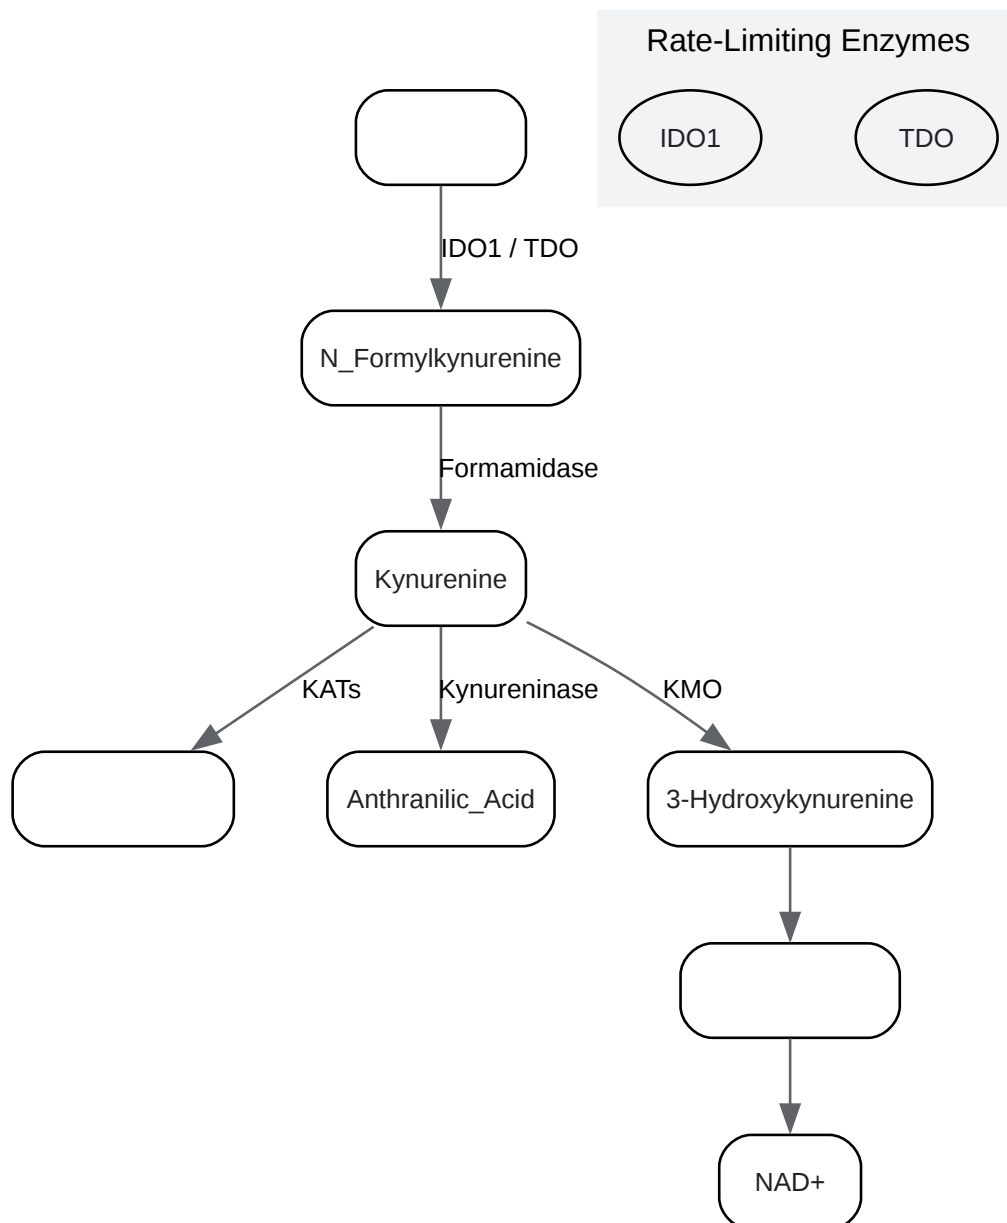 Rate-Limiting Enzymes
IDO1
TDO
IDO1 / TDO
N_Formylkynurenine
Formamidase
Kynurenine
KATs
Kynureninase
KMO
Anthranilic_Acid
3-Hydroxykynurenine
NAD+